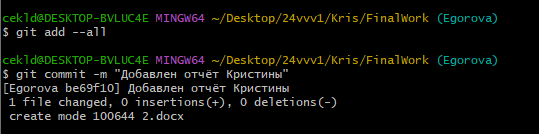 cekld@DESKTOP-BVLUC4E MINGW64 ~/Desktop/24vvv1/Kris/FinalWork (Egorova)
$ git add --all
cekld@DESKTOP-BVLUC4E MINGW64 ~/Desktop/24vvv1/Kris/FinalWork (Egorova)
$ git commit -m "Добавлен отчёт Кристины"
[Egorova be69f10] Добавлен отчёт Кристины
1 file changed, 0 insertions(+), 0 deletions(-)
create mode 100644 2.docx